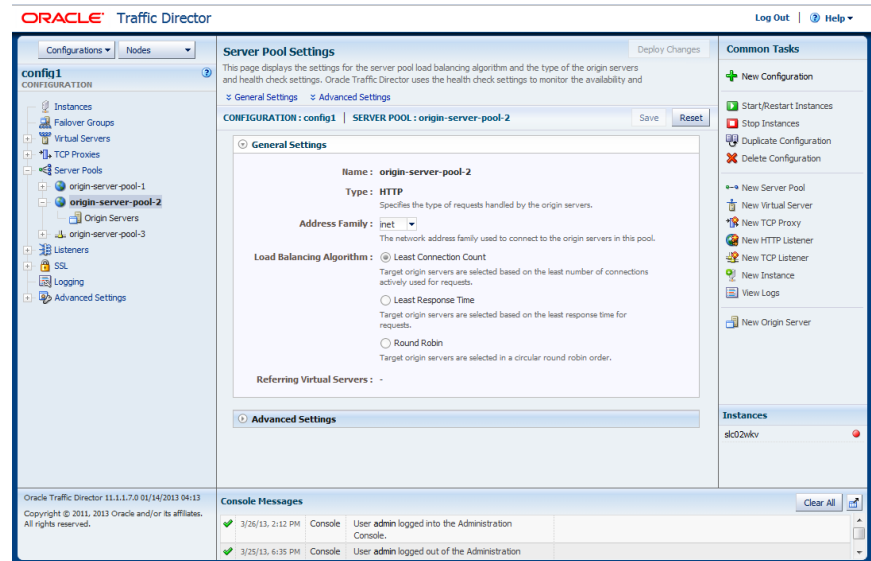 ORACLE Traffic Director
Log Out | Help
Configurations Nodes
config1
CONFIGURATION
Instances
Failover Groups
Virtual Servers
TCP Proxies
Server Pools
origin-server-pool-1
origin-server-pool-2
Origin Servers
origin-server-pool-3
Listeners
SSL
Logging
Advanced Settings
Oracle Traffic Director 11.1.1.7.0 01/14/2013 04:13
Copyright © 2011, 2013 Oracle and/or its affiliates.
All rights reserved.
Server Pool Settings
Deploy Changes
This page displays the settings for the server pool load balancing algorithm and the type of the origin servers
and health check settings. Oracle Traffic Director uses the health check settings to monitor the availability and
General Settings Advanced Settings
CONFIGURATION : config1 | SERVER POOL : origin-server-pool-2
Save Reset
General Settings
Name : origin-server-pool-2
Type : HTTP
Specifies the type of requests handled by the origin servers.
Address Family : inet
The network address family used to connect to the origin servers in this pool.
Load Balancing Algorithm : Least Connection Count
Target origin servers are selected based on the least number of connections
actively used for requests.
Least Response Time
Target origin servers are selected based on the least response time for
requests.
Round Robin
Target origin servers are selected in a circular round robin order.
Referring Virtual Servers : -
Advanced Settings
Console Messages
Clear All
3/26/13, 2:12 PM Console User admin logged into the Administration
Console.
3/25/13, 6:35 PM Console User admin logged out of the Administration
Common Tasks
New Configuration
Start/Restart Instances
Stop Instances
Duplicate Configuration
Delete Configuration
New Server Pool
New Virtual Server
New TCP Proxy
New HTTP Listener
New TCP Listener
New Instance
View Logs
New Origin Server
Instances
slc02wkv